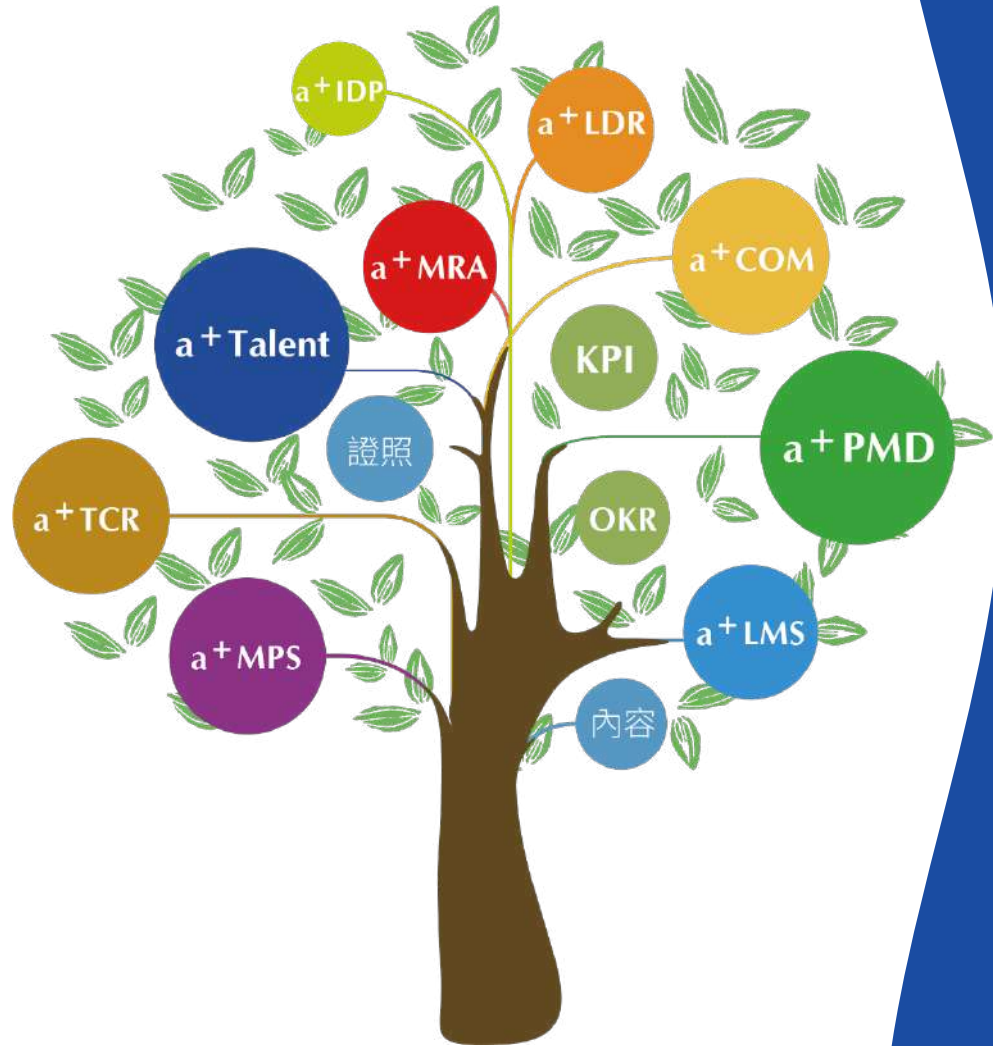 a+ IDP
a+ LDR
a+ MRA
a+ COM
a+ Talent
KPI
證照
a+ PMD
a+ TCR
OKR
a+ MPS
a+ LMS
內容